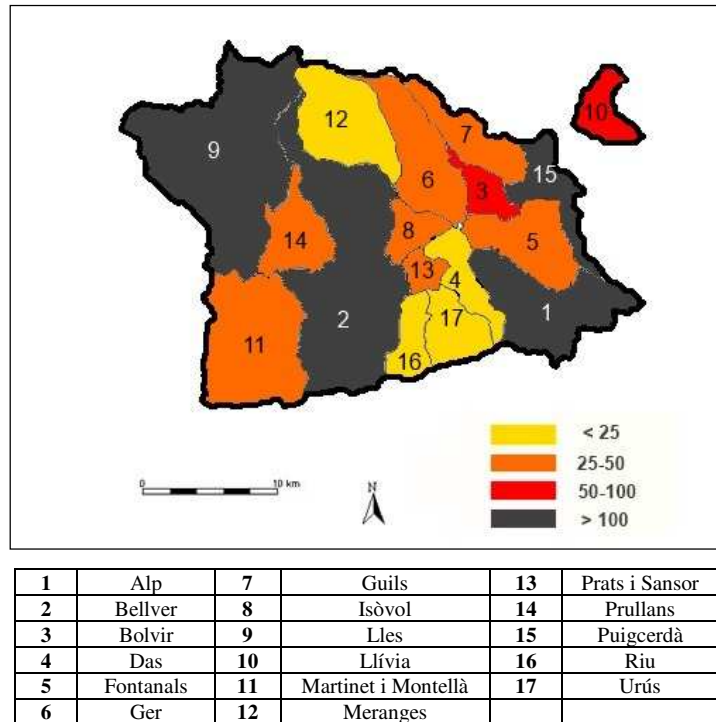 10
12
7
9
15
6
3
14
8
5
13
4
2
1
17
11
16
< 25
25-50
50-100
> 100
0 10 km
N
1 Alp 7 Guils 13 Prats i Sansor
2 Bellver 8 Isòvol 14 Prullans
3 Bolvir 9 Lles 15 Puigcerdà
4 Das 10 Llívia 16 Riu
5 Fontanals 11 Martinet i Montellà 17 Urús
6 Ger 12 Meranges